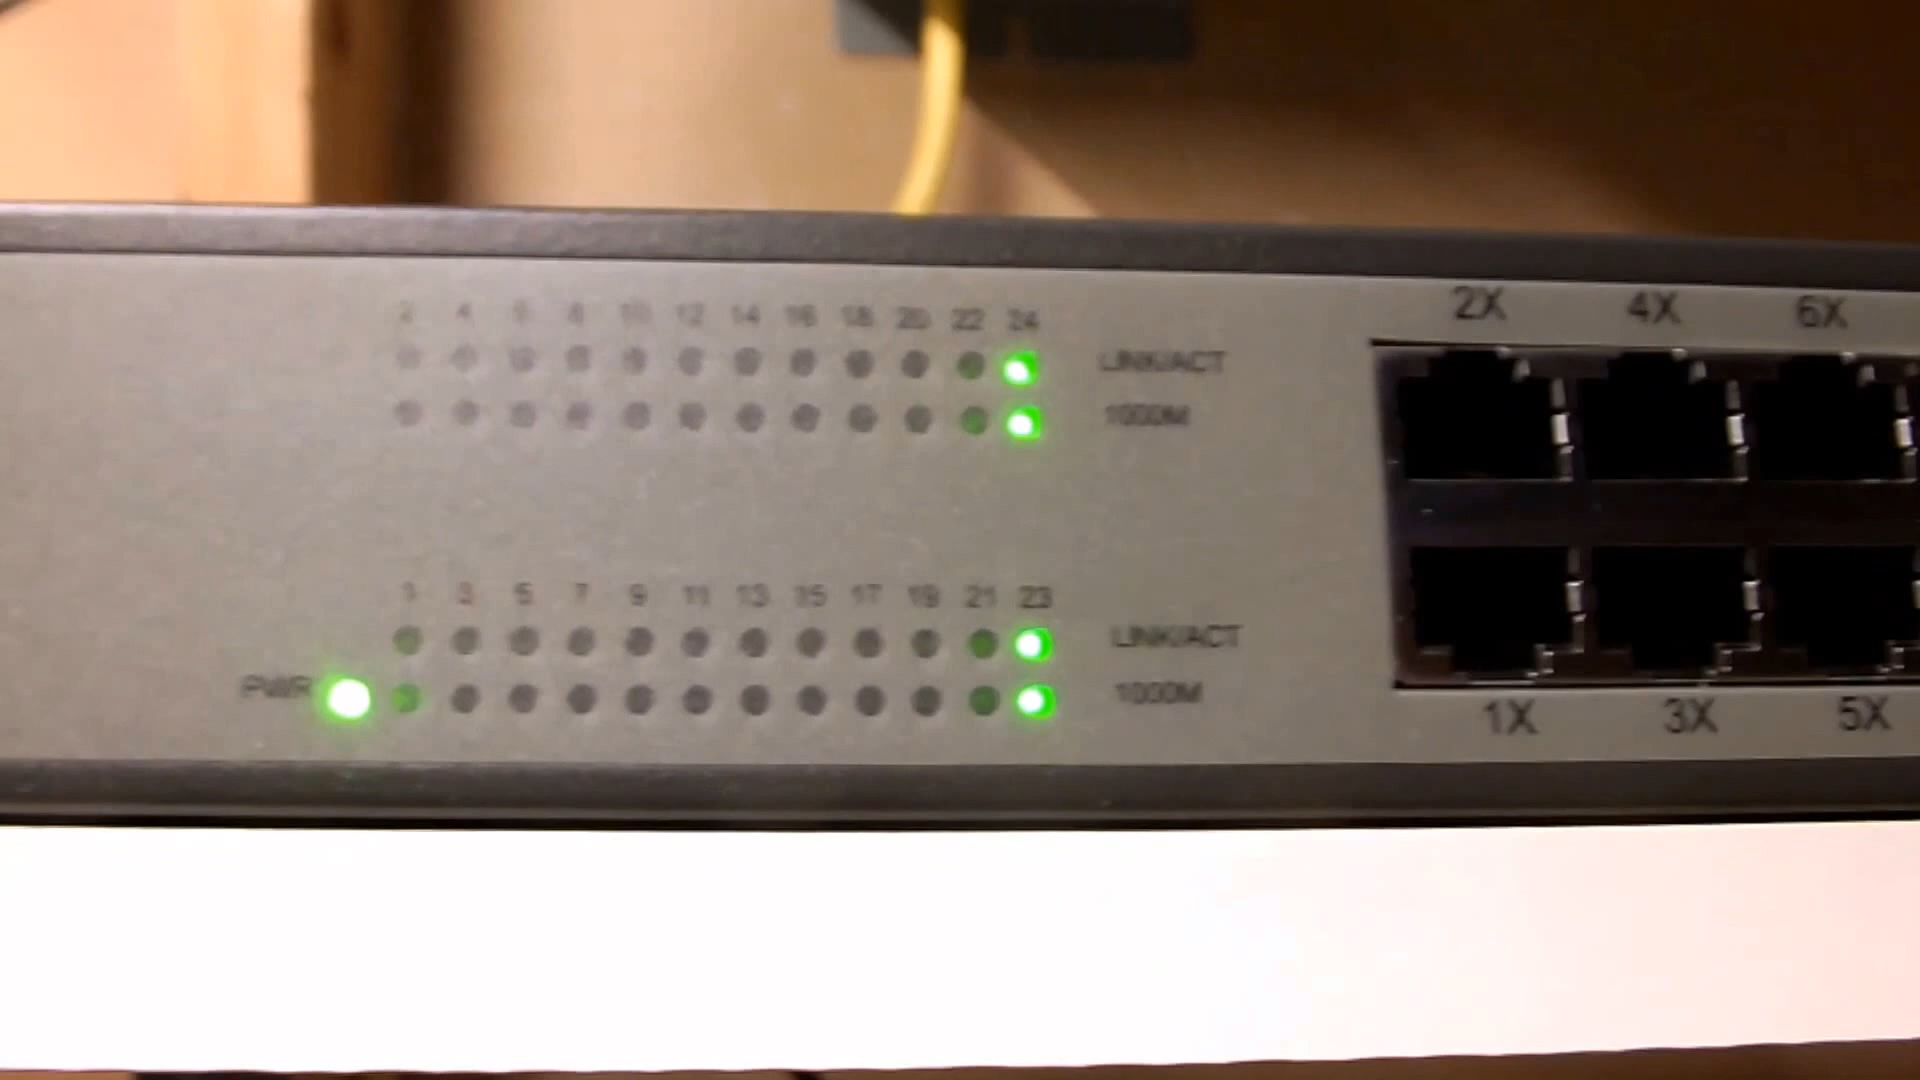 2 4 6 8 10 12 14 16 18 20 22 24
LINK/ACT
1000M
1 3 5 7 9 11 13 15 17 19 21 23
LINK/ACT
PWR 1000M
2X 4X 6X
1X 3X 5X